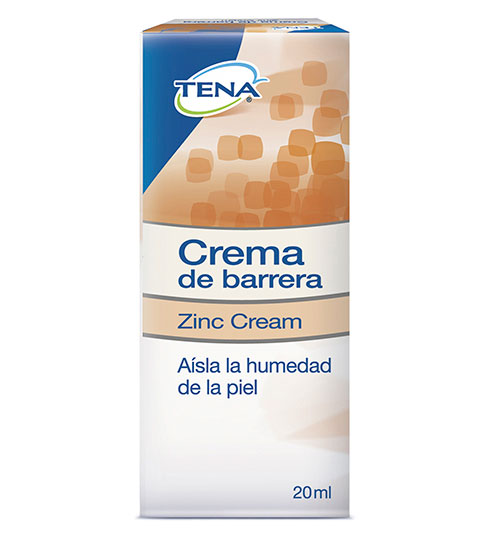 TENA
Crema
de barrera
Zinc Cream
Aísla la humedad
de la piel
20ml